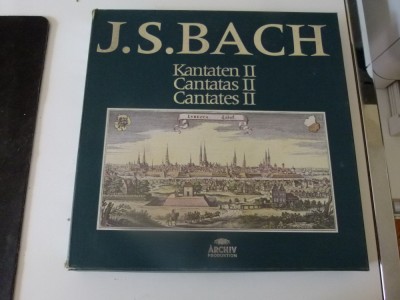 J.S.BACH
Kantaten II
Cantatas II
Cantates II
ARCHIV
PRODUKTION